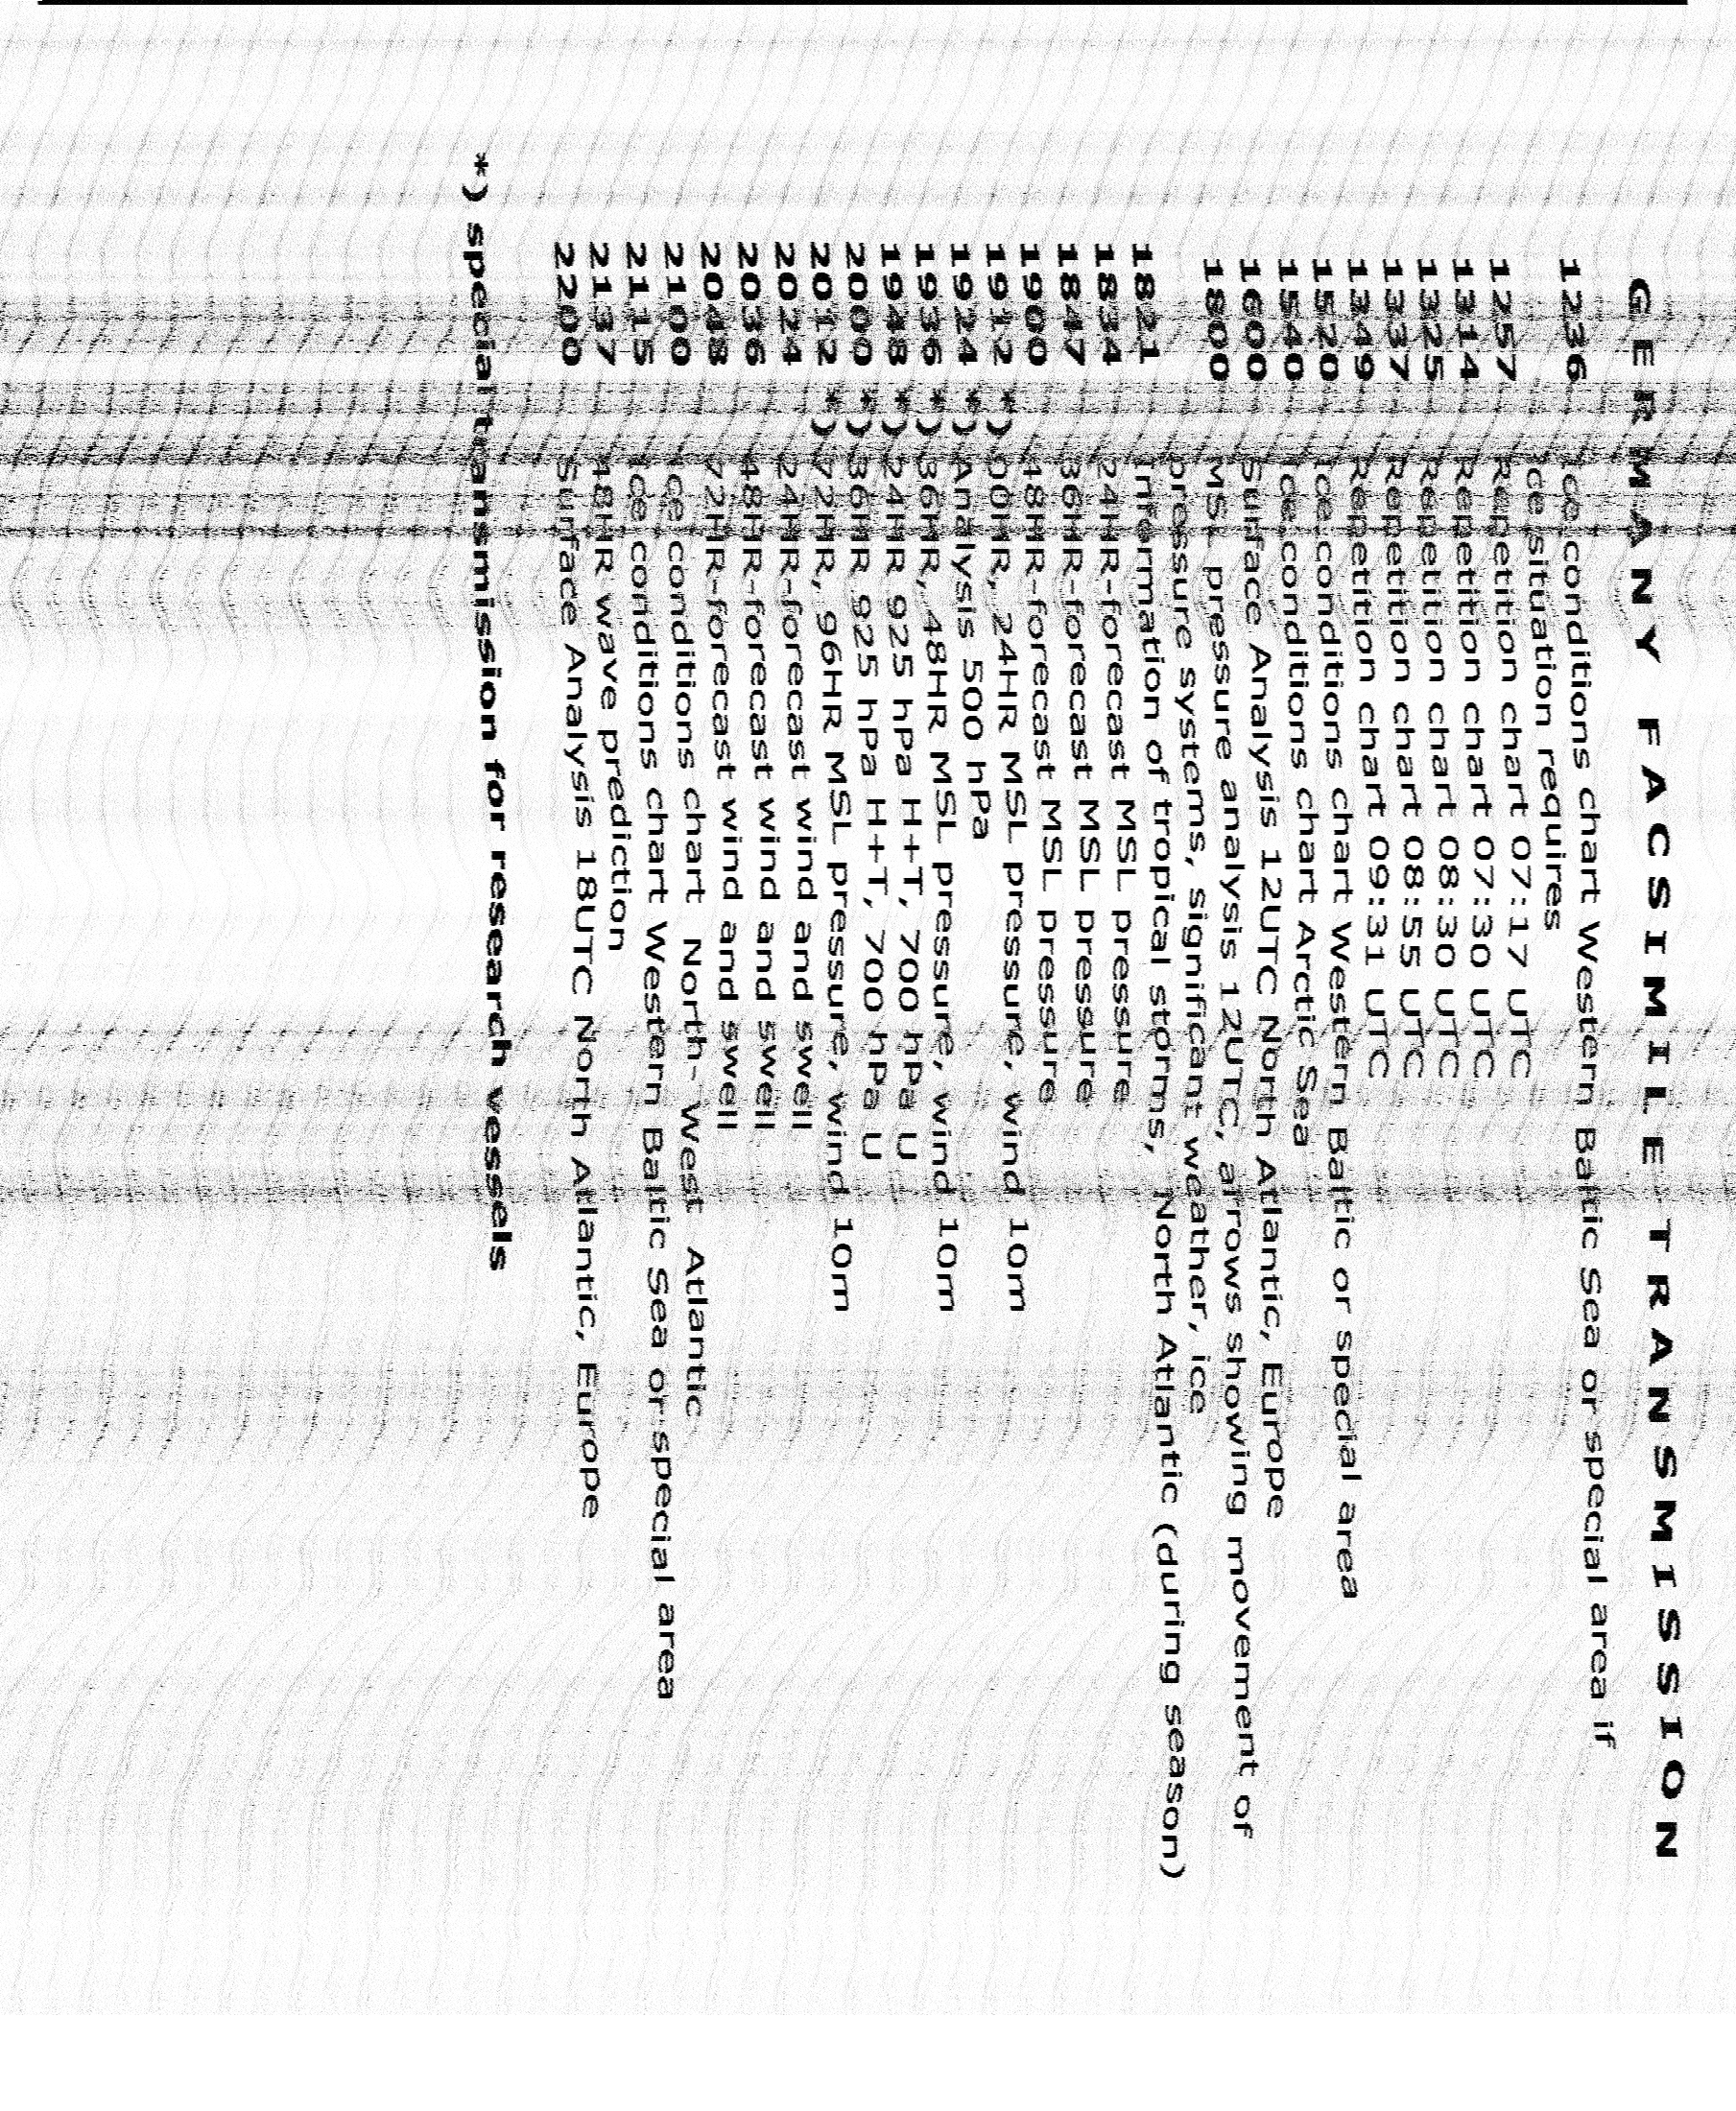 GERMANY FACSIMILE TRANSMISSION
1236 Ice conditions chart Western Baltic Sea or special area if
ice situation requires
1257 Repetition chart 07:17 UTC
1314 Repetition chart 07:30 UTC
1325 Repetition chart 08:30 UTC
1337 Repetition chart 08:55 UTC
1349 Repetition chart 09:31 UTC
1520 Ice conditions chart Western Baltic or special area
1540 Ice conditions chart Arctic Sea
1600 Surface Analysis 12UTC North Atlantic, Europe
1800 MSL pressure analysis 12UTC, arrows showing movement of
pressure systems, significant weather, ice
1821 Information of tropical storms, North Atlantic (during season)
1834 24HR-forecast MSL pressure
1847 36HR-forecast MSL pressure
1900 48HR-forecast MSL pressure
1912 *) 00HR, 24HR MSL pressure, wind 10m
1924 *) Analysis 500 hPa
1936 *) 36HR, 48HR MSL pressure, wind 10m
1948 *) 24HR 925 hPa H+T, 700 hPa U
2000 *) 36HR 925 hPa H+T, 700 hPa U
2012 *) 72HR, 96HR MSL pressure, wind 10m
2024 24HR-forecast wind and swell
2036 48HR-forecast wind and swell
2048 72HR-forecast wind and swell
2100 Ice conditions chart North- West Atlantic
2115 Ice conditions chart Western Baltic Sea or special area
2137 48HR wave prediction
2200 Surface Analysis 18UTC North Atlantic, Europe
*) special transmission for research vessels